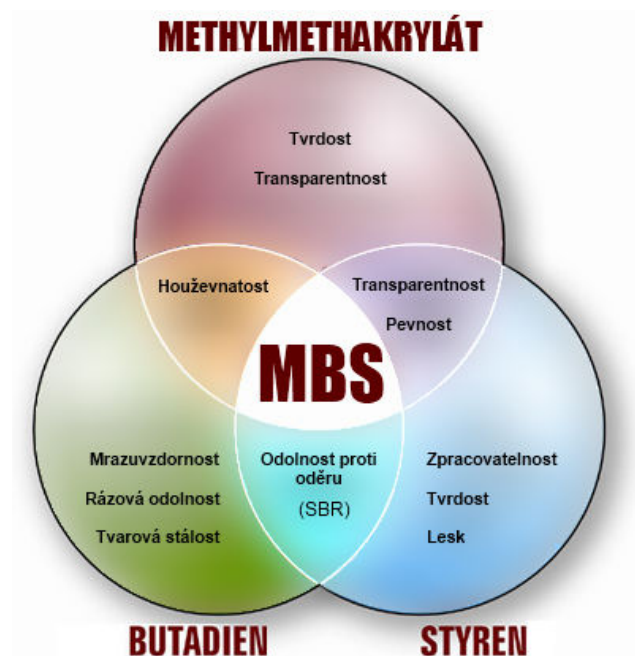 METHYLMETHAKRYLÁT
Tvrdost
Transparentnost
Houževnatost
Transparentnost
Pevnost
MBS
Mrazuvzdornost
Rázová odolnost
Tvarová stálost
Odolnost proti
oděru
(SBR)
Zpracovatelnost
Tvrdost
Lesk
BUTADIEN
STYREN